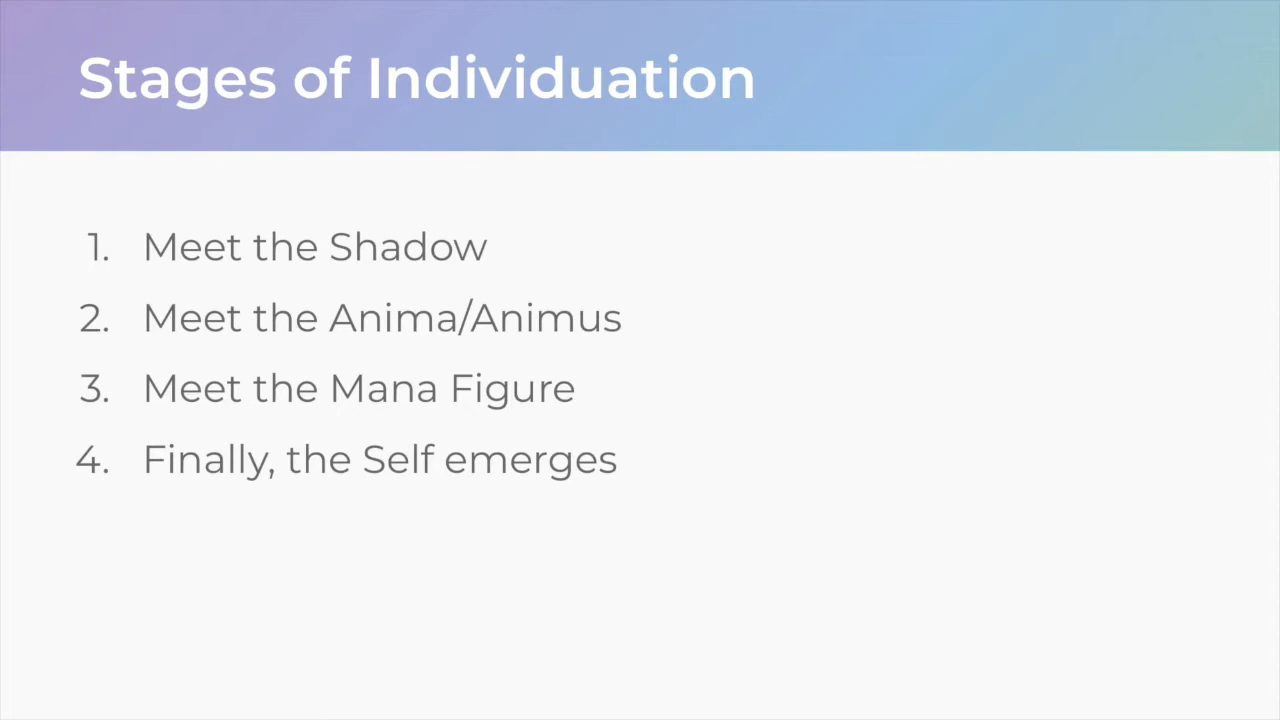 Stages of Individuation
1. Meet the Shadow
2. Meet the Anima/Animus
3. Meet the Mana Figure
4. Finally, the Self emerges